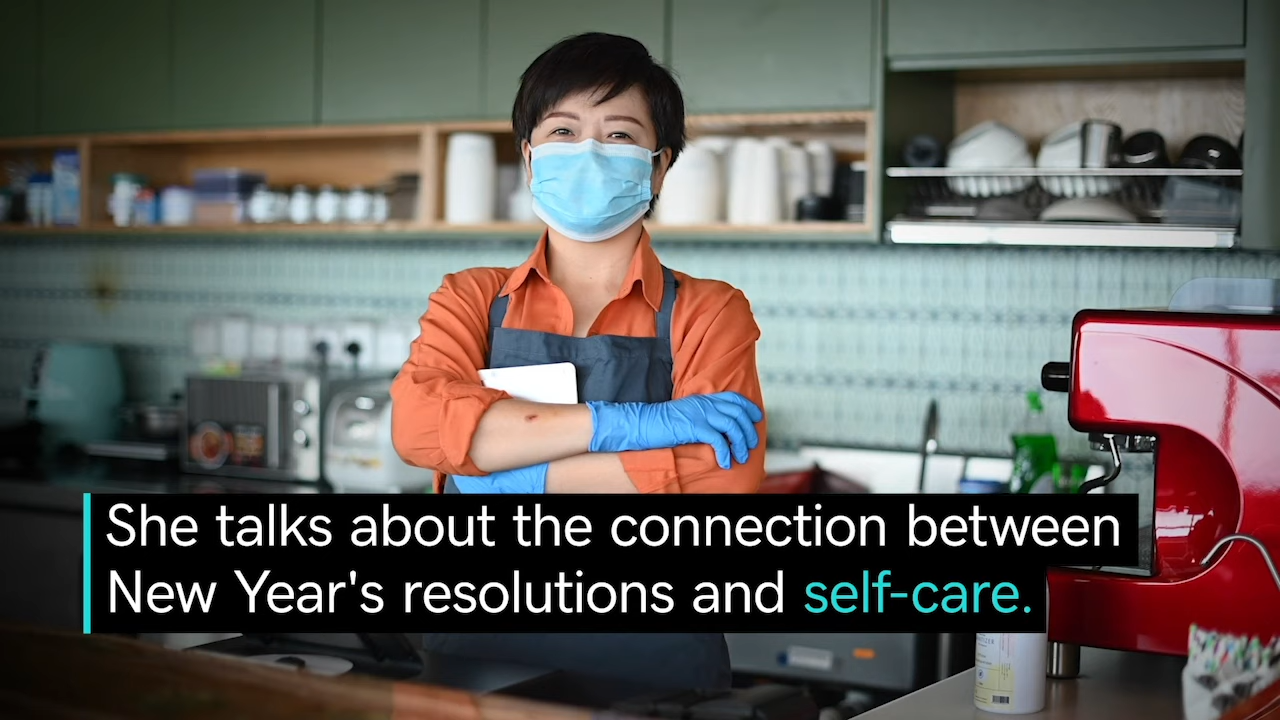 She talks about the connection between
New Year's resolutions and self-care.